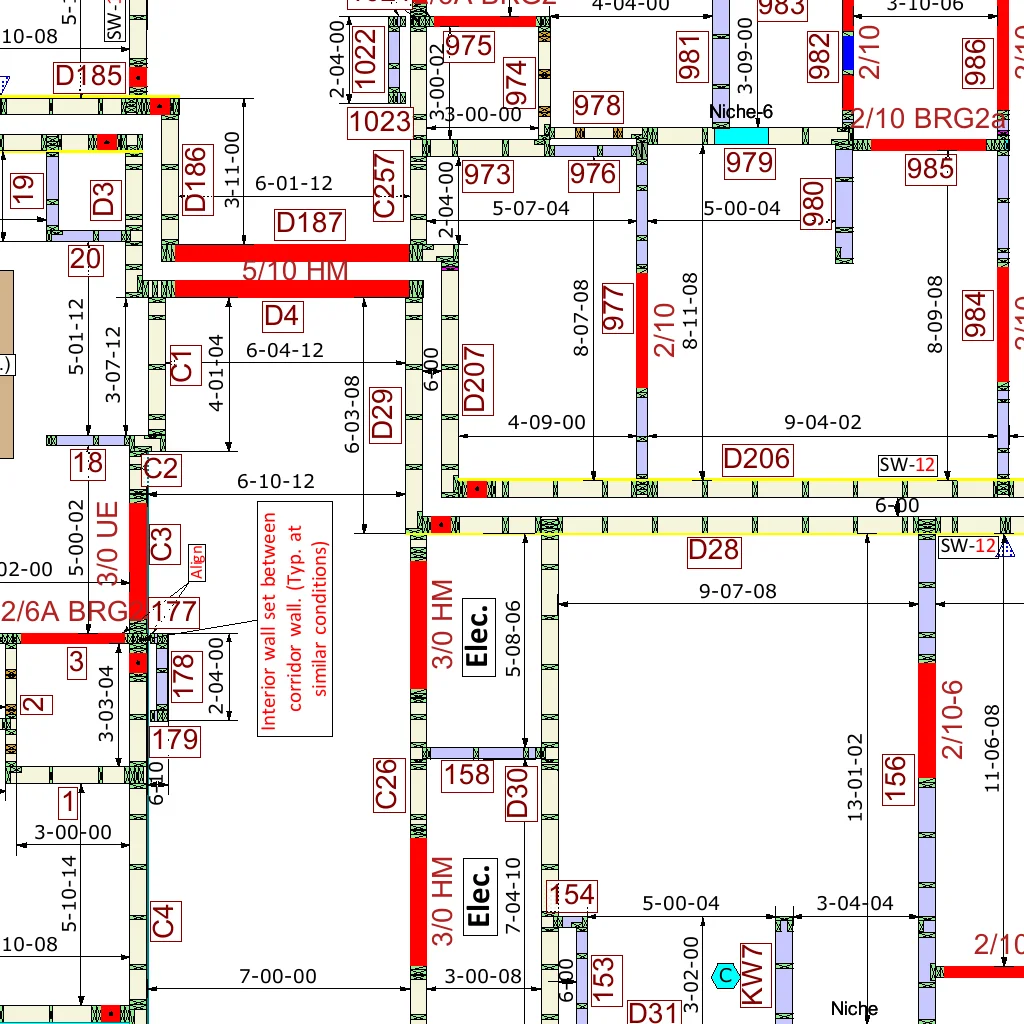 4-04-00
983
3-10-06
10-08
SW-
2-04-00
1022
975
3-00-02
974
981
3-09-00
982
2/10
986
D185
1023
3-00-00
978
Niche-6
2/10 BRG2a
3-11-00
D186
6-01-12
C257
973
976
979
980
985
19
D3
D187
2-04-00
5-07-04
5-00-04
20
5/10 HM
D4
5-01-12
3-07-12
C1
4-01-04
6-04-12
6-00
D207
8-07-08
977
2/10
8-11-08
8-09-08
984
6-03-08
D29
4-09-00
9-04-02
18
C2
D206
SW-12
6-10-12
6-00
5-00-02
3/0 UE
C3
Align
Interior wall set between
corridor wall. (Typ. at
similar conditions)
D28
SW-12
02-00
2/6A BRG
177
3/0 HM
Elec.
5-08-06
9-07-08
3
178
2-04-00
2
3-03-04
179
2/10-6
11-06-08
6-10
1
C26
158
D30
13-01-02
156
3-00-00
5-10-14
C4
3/0 HM
Elec.
7-04-10
154
5-00-04
3-04-04
10-08
7-00-00
3-00-08
6-00
153
3-02-00
C
KW7
2/10
D31
Niche